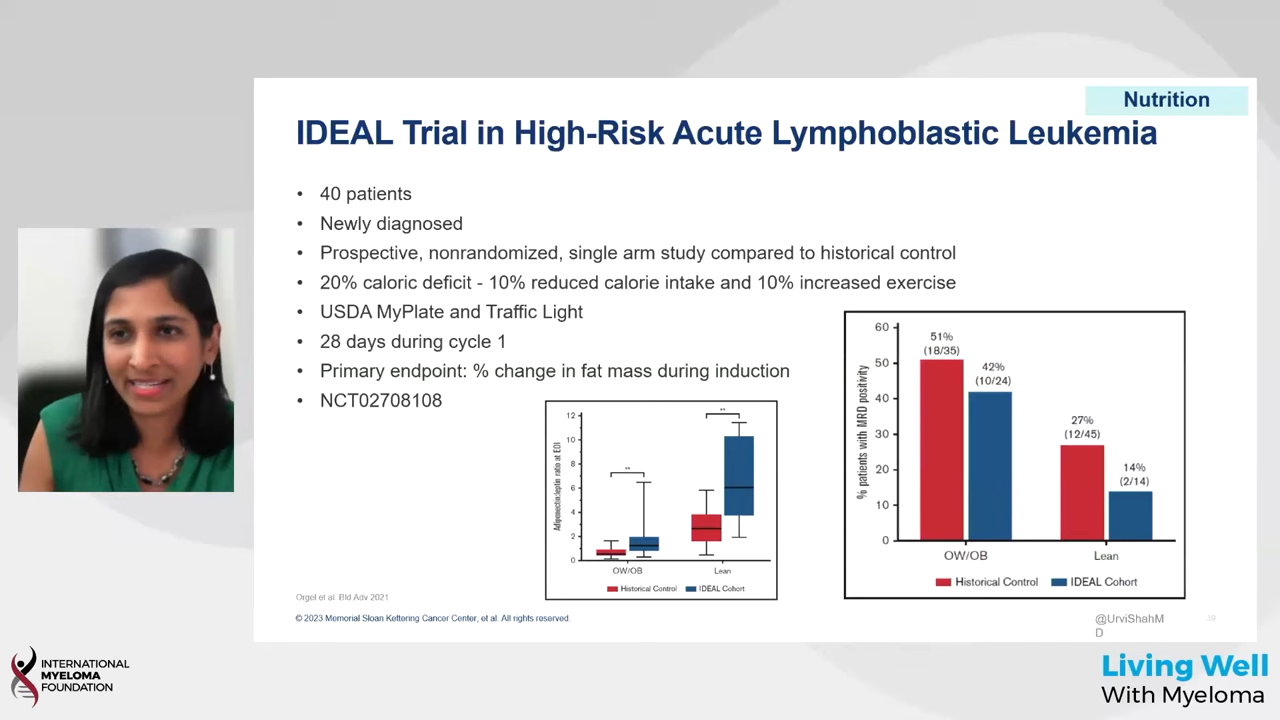 Nutrition
IDEAL Trial in High-Risk Acute Lymphoblastic Leukemia
• 40 patients
• Newly diagnosed
• Prospective, nonrandomized, single arm study compared to historical control
• 20% caloric deficit - 10% reduced calorie intake and 10% increased exercise
• USDA MyPlate and Traffic Light
• 28 days during cycle 1
• Primary endpoint: % change in fat mass during induction
• NCT02708108
Adiponectin:leptin ratio at EOI
12
10
8
6
4
2
0
**
**
OW/OB
Lean
Historical Control
IDEAL Cohort
% patients with MRD positivity
60
50
40
30
20
10
0
51%
(18/35)
42%
(10/24)
27%
(12/45)
14%
(2/14)
OW/OB
Lean
Historical Control
IDEAL Cohort
Orgel et al. Bld Adv 2021
© 2023 Memorial Sloan Kettering Cancer Center, et al. All rights reserved.
@UrviShahM
D
INTERNATIONAL
MYELOMA
FOUNDATION
Living Well
With Myeloma